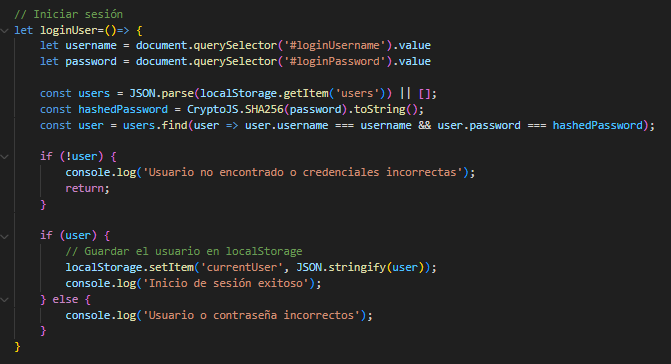 // Iniciar sesión
let loginUser=()=> {
    let username = document.querySelector('#loginUsername').value
    let password = document.querySelector('#loginPassword').value

    const users = JSON.parse(localStorage.getItem('users')) || [];
    const hashedPassword = CryptoJS.SHA256(password).toString();
    const user = users.find(user => user.username === username && user.password === hashedPassword);

    if (!user) {
        console.log('Usuario no encontrado o credenciales incorrectas');
        return;
    }

    if (user) {
        // Guardar el usuario en localStorage
        localStorage.setItem('currentUser', JSON.stringify(user));
        console.log('Inicio de sesión exitoso');
    } else {
        console.log('Usuario o contraseña incorrectos');
    }
}